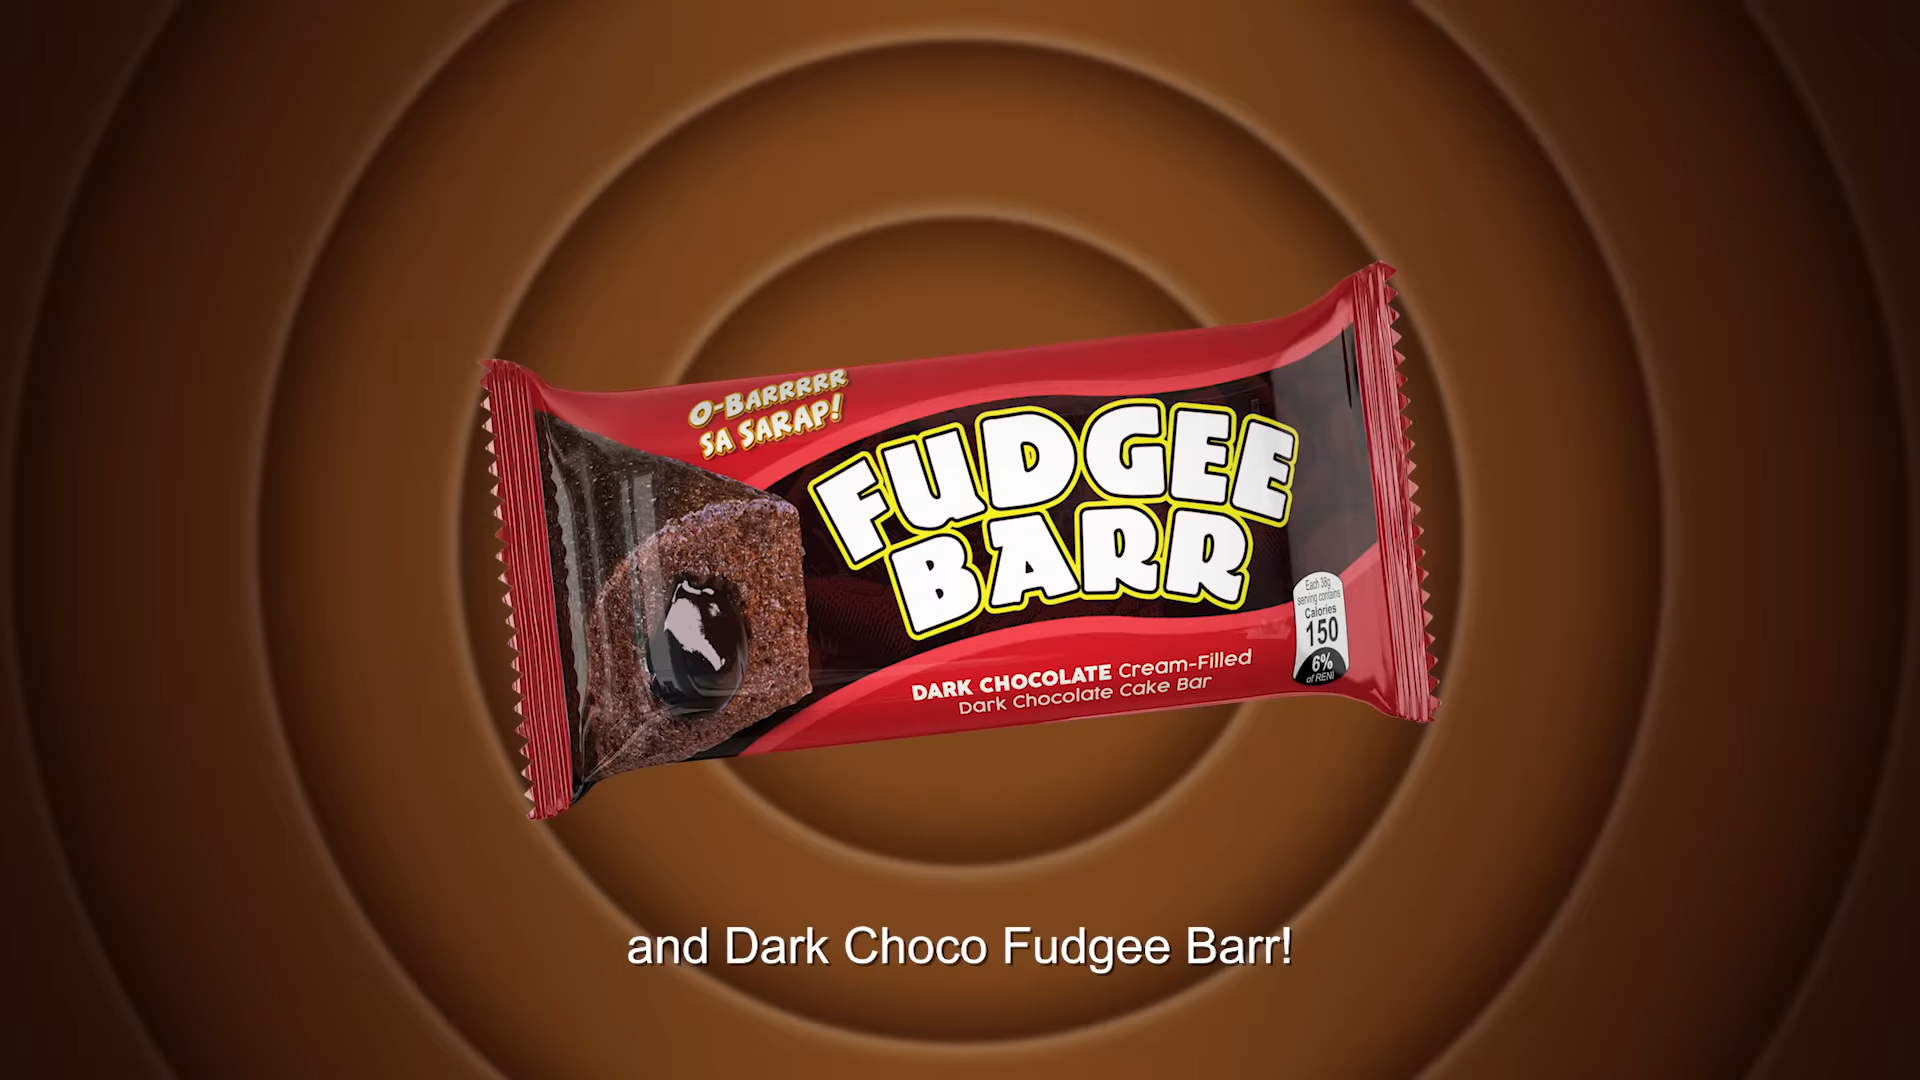 O-BARRRRR
SA SARAP!
FUDGEE
BARR
DARK CHOCOLATE Cream-Filled
Dark Chocolate Cake Bar
Each 38g
serving contains
Calories
150
6%
of RENI
and Dark Choco Fudgee Barr!